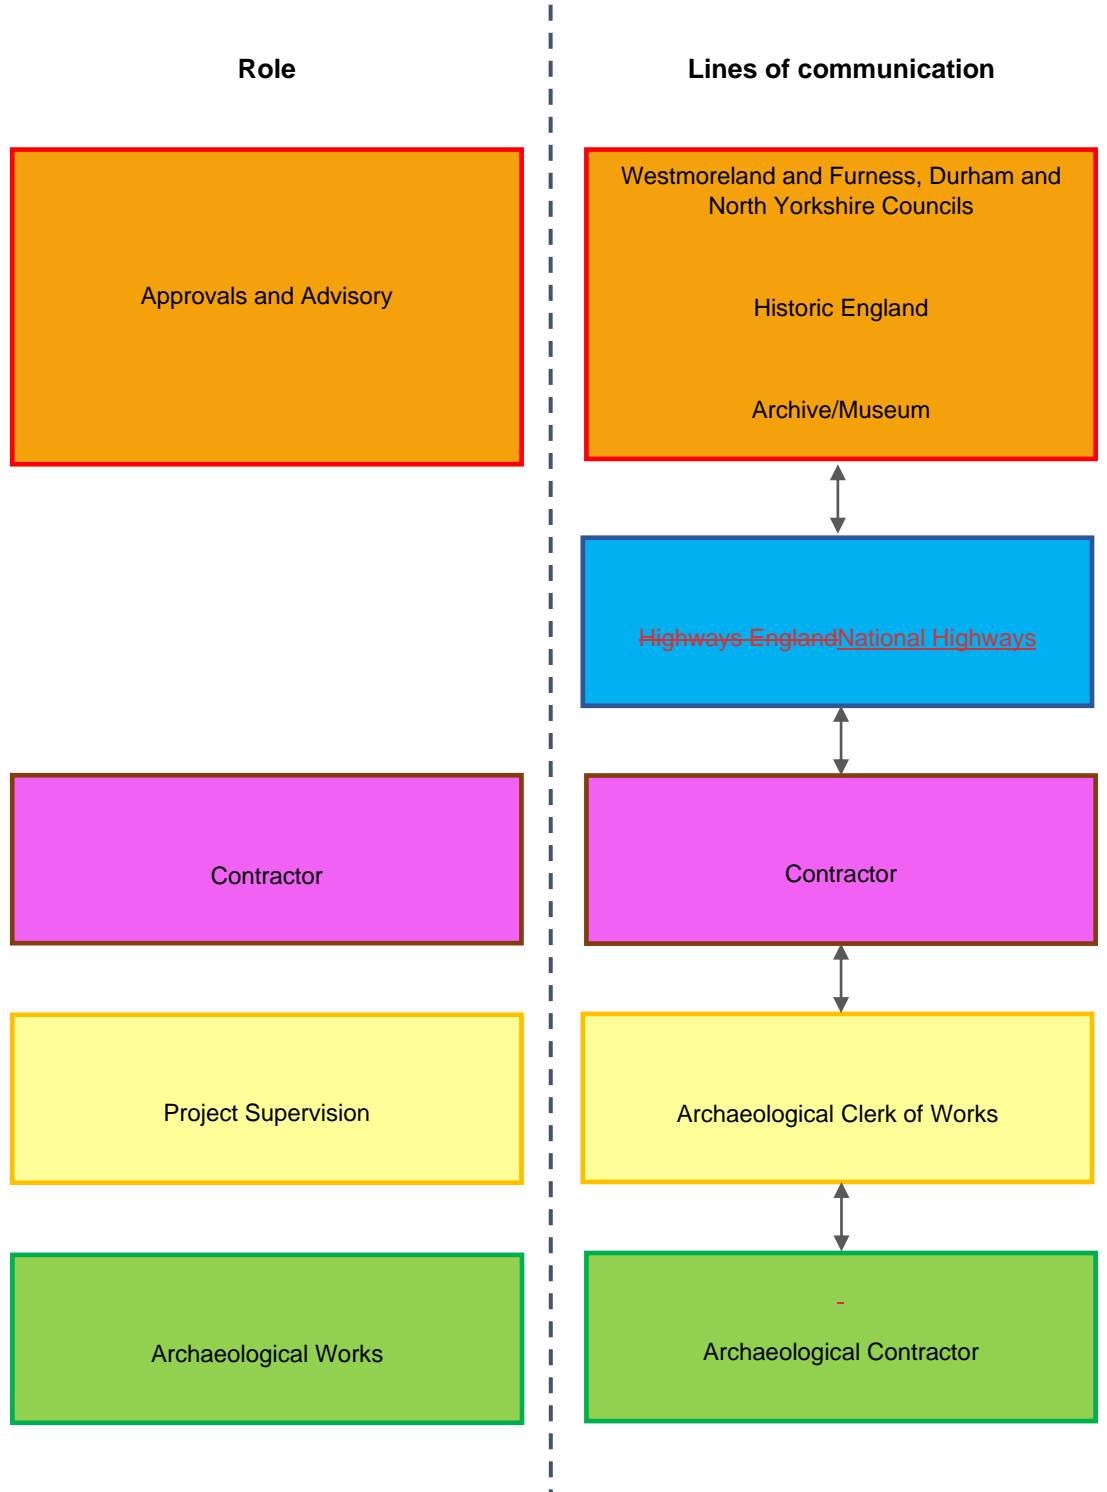 Role
Lines of communication
Approvals and Advisory
Westmoreland and Furness, Durham and
North Yorkshire Councils
Historic England
Archive/Museum
Highways EnglandNational Highways
Contractor
Contractor
Project Supervision
Archaeological Clerk of Works
Archaeological Works
Archaeological Contractor